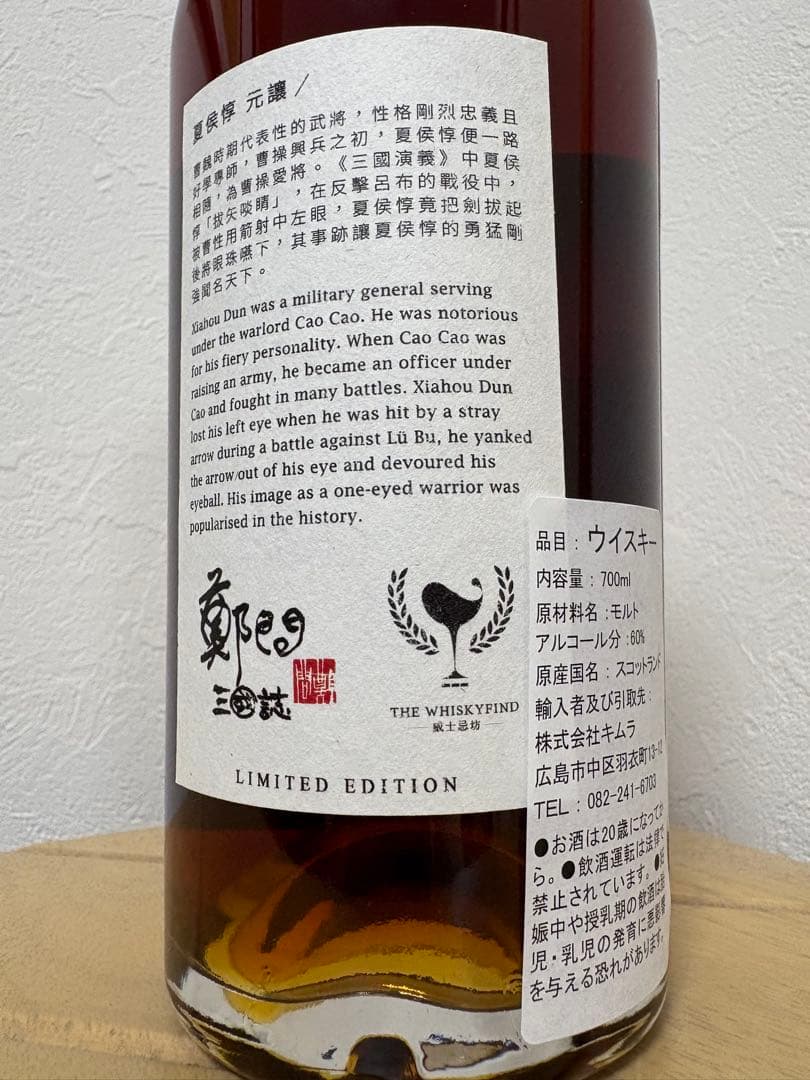 夏侯惇 元讓 /
曹魏時期代表性的武將，性格剛烈忠義且
好學尊師，曹操興兵之初，夏侯惇便一路
相隨，為曹操愛將。《三國演義》中夏侯
惇「拔矢啖睛」，在反擊呂布的戰役中，
被曹性用箭射中左眼，夏侯惇竟把劍拔起
後將眼珠嚥下，其事跡讓夏侯惇的勇猛剛
強聞名天下。
Xiahou Dun was a military general serving
under the warlord Cao Cao. He was notorious
for his fiery personality. When Cao Cao was
raising an army, he became an officer under
Cao and fought in many battles. Xiahou Dun
lost his left eye when he was hit by a stray
arrow during a battle against Lü Bu, he yanked
the arrow out of his eye and devoured his
eyeball. His image as a one-eyed warrior was
popularised in the history.
鄭問
三國誌
THE WHISKYFIND
威士忌坊
LIMITED EDITION
品目：ウイスキー
内容量：700ml
原材料名：モルト
アルコール分：60%
原産国名：スコットランド
輸入者及び引取先：
株式会社キムラ
広島市中区羽衣町13-12
TEL：082-241-6703
●お酒は20歳になってか
ら。●飲酒運転は法律で
禁止されています。●妊
娠中や授乳期の飲酒は胎
児・乳児の発育に悪影響
を与える恐れがあります。